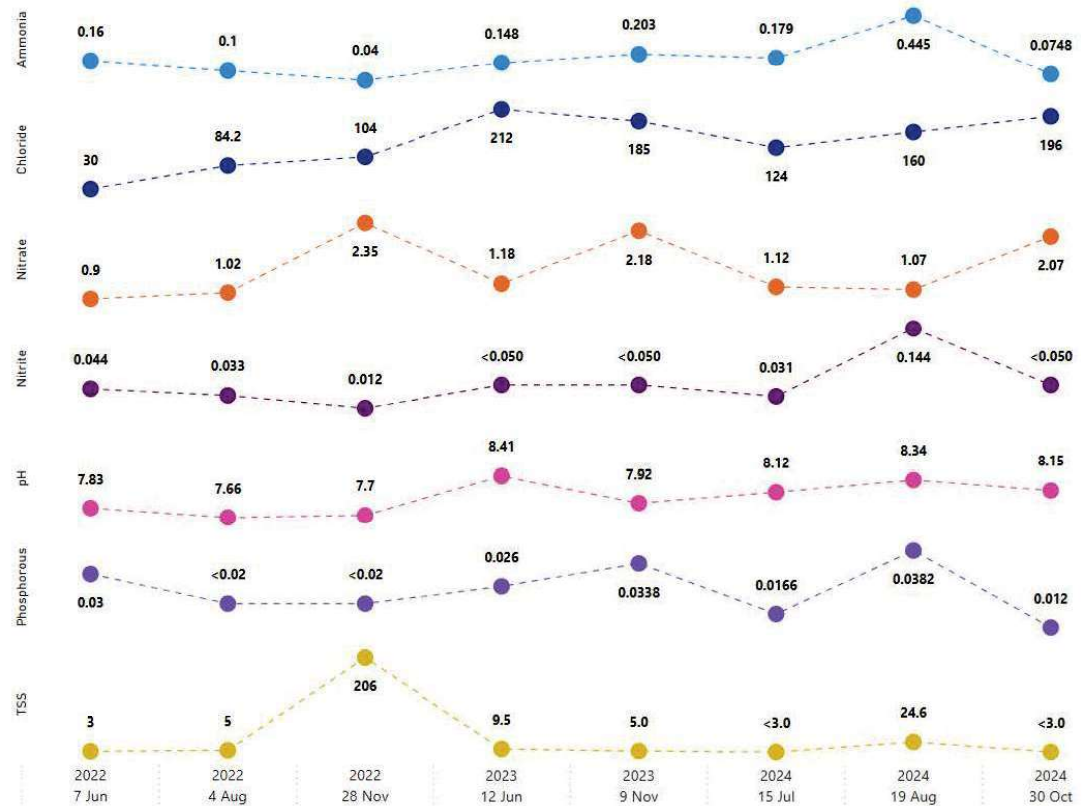 Ammonia
0.16 0.1 0.04 0.148 0.203 0.179 0.445 0.0748
Chloride
30 84.2 104 212 185 124 160 196
Nitrate
0.9 1.02 2.35 1.18 2.18 1.12 1.07 2.07
Nitrite
0.044 0.033 0.012 <0.050 <0.050 0.031 0.144 <0.050
pH
7.83 7.66 7.7 8.41 7.92 8.12 8.34 8.15
Phosphorous
0.03 <0.02 <0.02 0.026 0.0338 0.0166 0.0382 0.012
TSS
3 5 206 9.5 5.0 <3.0 24.6 <3.0
2022 2022 2022 2023 2023 2024 2024 2024
7 Jun 4 Aug 28 Nov 12 Jun 9 Nov 15 Jul 19 Aug 30 Oct